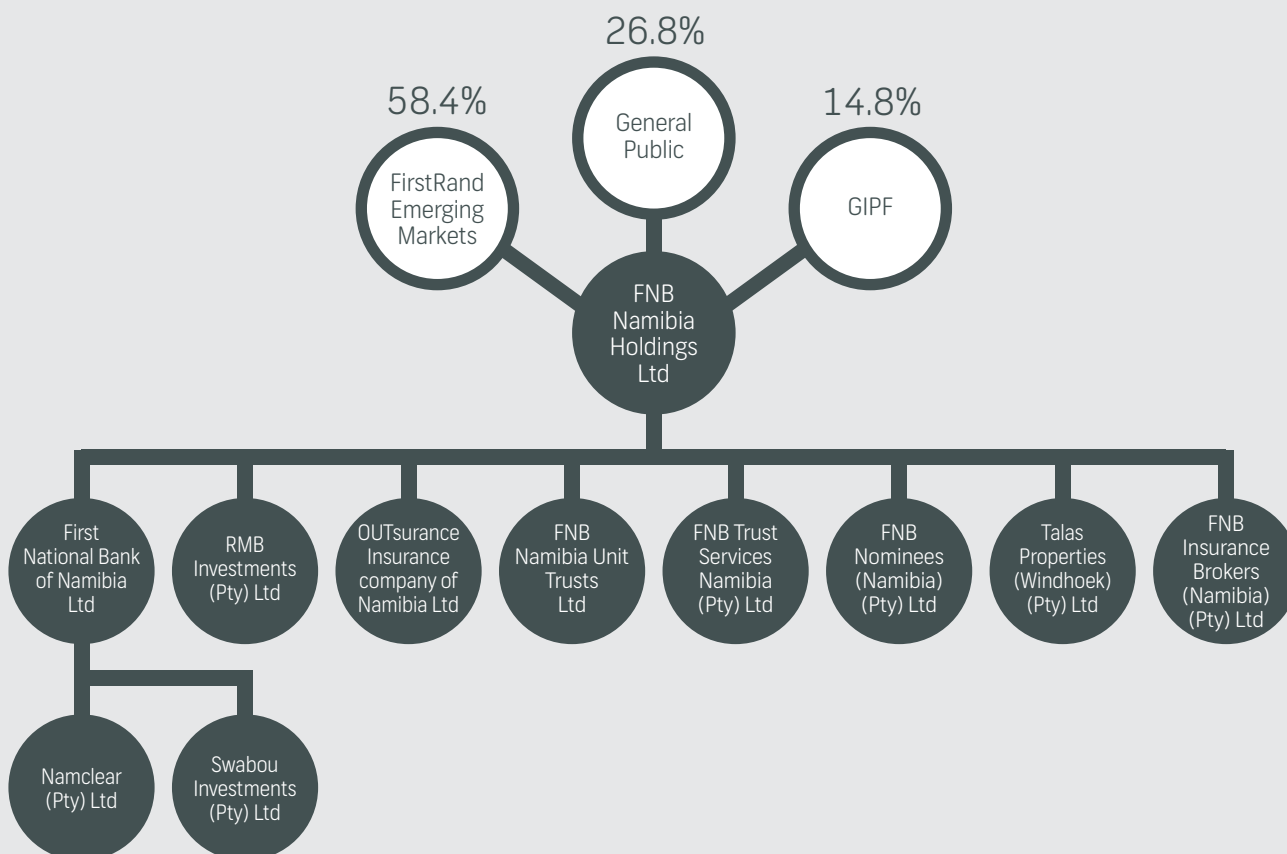 26.8%
58.4%
14.8%
General
Public
FirstRand
Emerging
Markets
GIPF
FNB
Namibia
Holdings
Ltd
First
National Bank
of Namibia
Ltd
RMB
Investments
(Pty) Ltd
OUTsurance
Insurance
company of
Namibia Ltd
FNB
Namibia Unit
Trusts
Ltd
FNB Trust
Services
Namibia
(Pty) Ltd
FNB
Nominees
(Namibia)
(Pty) Ltd
Talas
Properties
(Windhoek)
(Pty) Ltd
FNB
Insurance
Brokers
(Namibia)
(Pty) Ltd
Namclear
(Pty) Ltd
Swabou
Investments
(Pty) Ltd